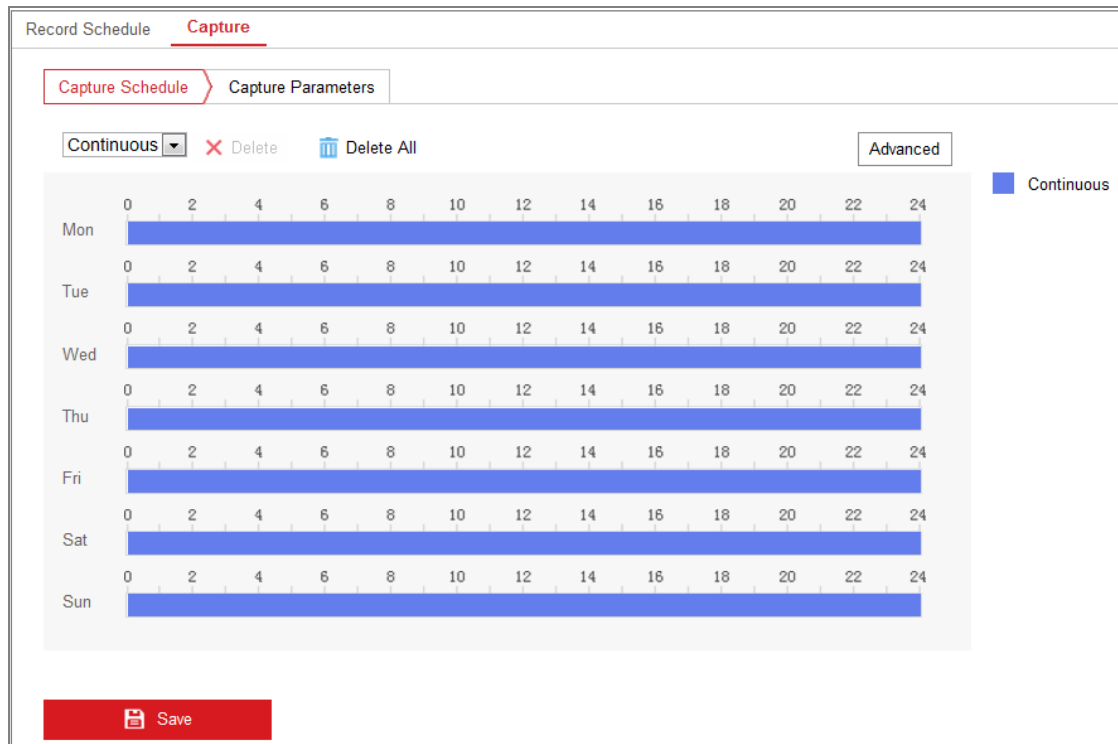 Record Schedule Capture
Capture Schedule Capture Parameters
Continuous Delete Delete All Advanced
Continuous
0 2 4 6 8 10 12 14 16 18 20 22 24
Mon
0 2 4 6 8 10 12 14 16 18 20 22 24
Tue
0 2 4 6 8 10 12 14 16 18 20 22 24
Wed
0 2 4 6 8 10 12 14 16 18 20 22 24
Thu
0 2 4 6 8 10 12 14 16 18 20 22 24
Fri
0 2 4 6 8 10 12 14 16 18 20 22 24
Sat
0 2 4 6 8 10 12 14 16 18 20 22 24
Sun
Save